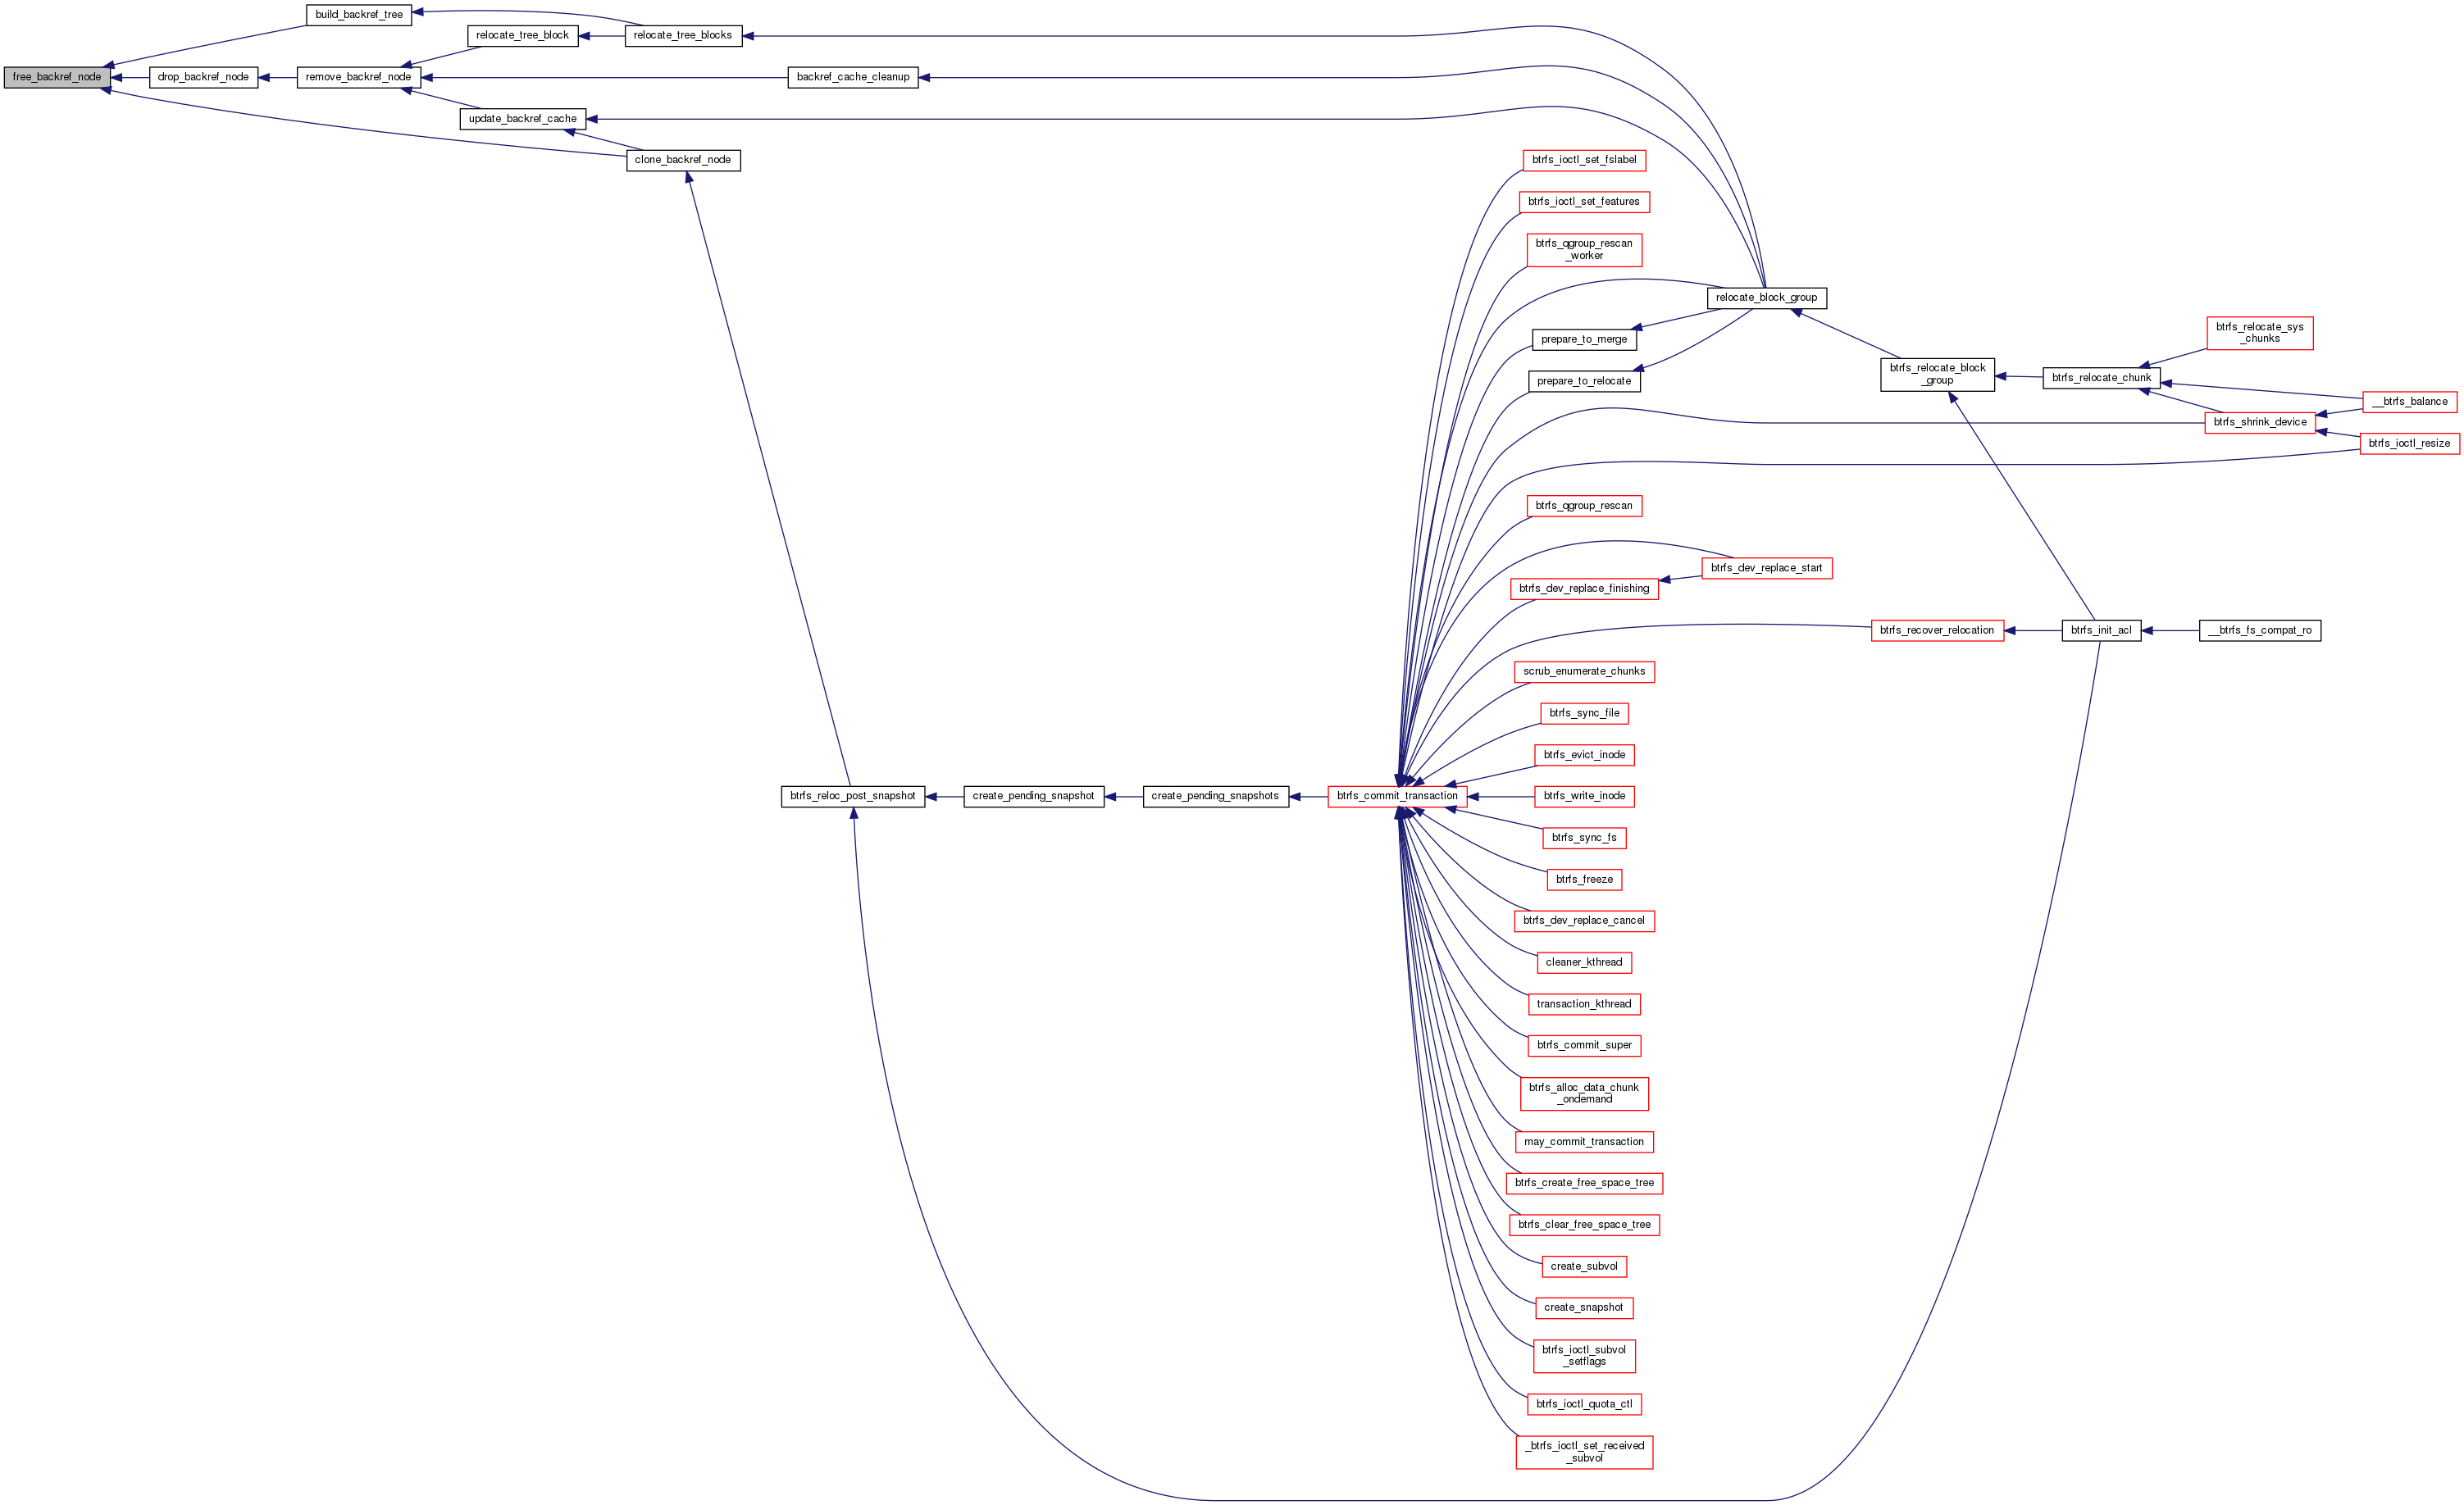 build_backref_tree
relocate_tree_block
relocate_tree_blocks
free_backref_node
drop_backref_node
remove_backref_node
backref_cache_cleanup
update_backref_cache
clone_backref_node
btrfs_ioctl_set_fslabel
btrfs_ioctl_set_features
btrfs_qgroup_rescan
_worker
relocate_block_group
prepare_to_merge
prepare_to_relocate
btrfs_relocate_block
_group
btrfs_relocate_chunk
btrfs_relocate_sys
_chunks
__btrfs_balance
btrfs_shrink_device
btrfs_ioctl_resize
btrfs_qgroup_rescan
btrfs_dev_replace_start
btrfs_dev_replace_finishing
btrfs_recover_relocation
btrfs_init_acl
__btrfs_fs_compat_ro
scrub_enumerate_chunks
btrfs_sync_file
btrfs_evict_inode
btrfs_reloc_post_snapshot
create_pending_snapshot
create_pending_snapshots
btrfs_commit_transaction
btrfs_write_inode
btrfs_sync_fs
btrfs_freeze
btrfs_dev_replace_cancel
cleaner_kthread
transaction_kthread
btrfs_commit_super
btrfs_alloc_data_chunk
_ondemand
may_commit_transaction
btrfs_create_free_space_tree
btrfs_clear_free_space_tree
create_subvol
create_snapshot
btrfs_ioctl_subvol
_setflags
btrfs_ioctl_quota_ctl
_btrfs_ioctl_set_received
_subvol